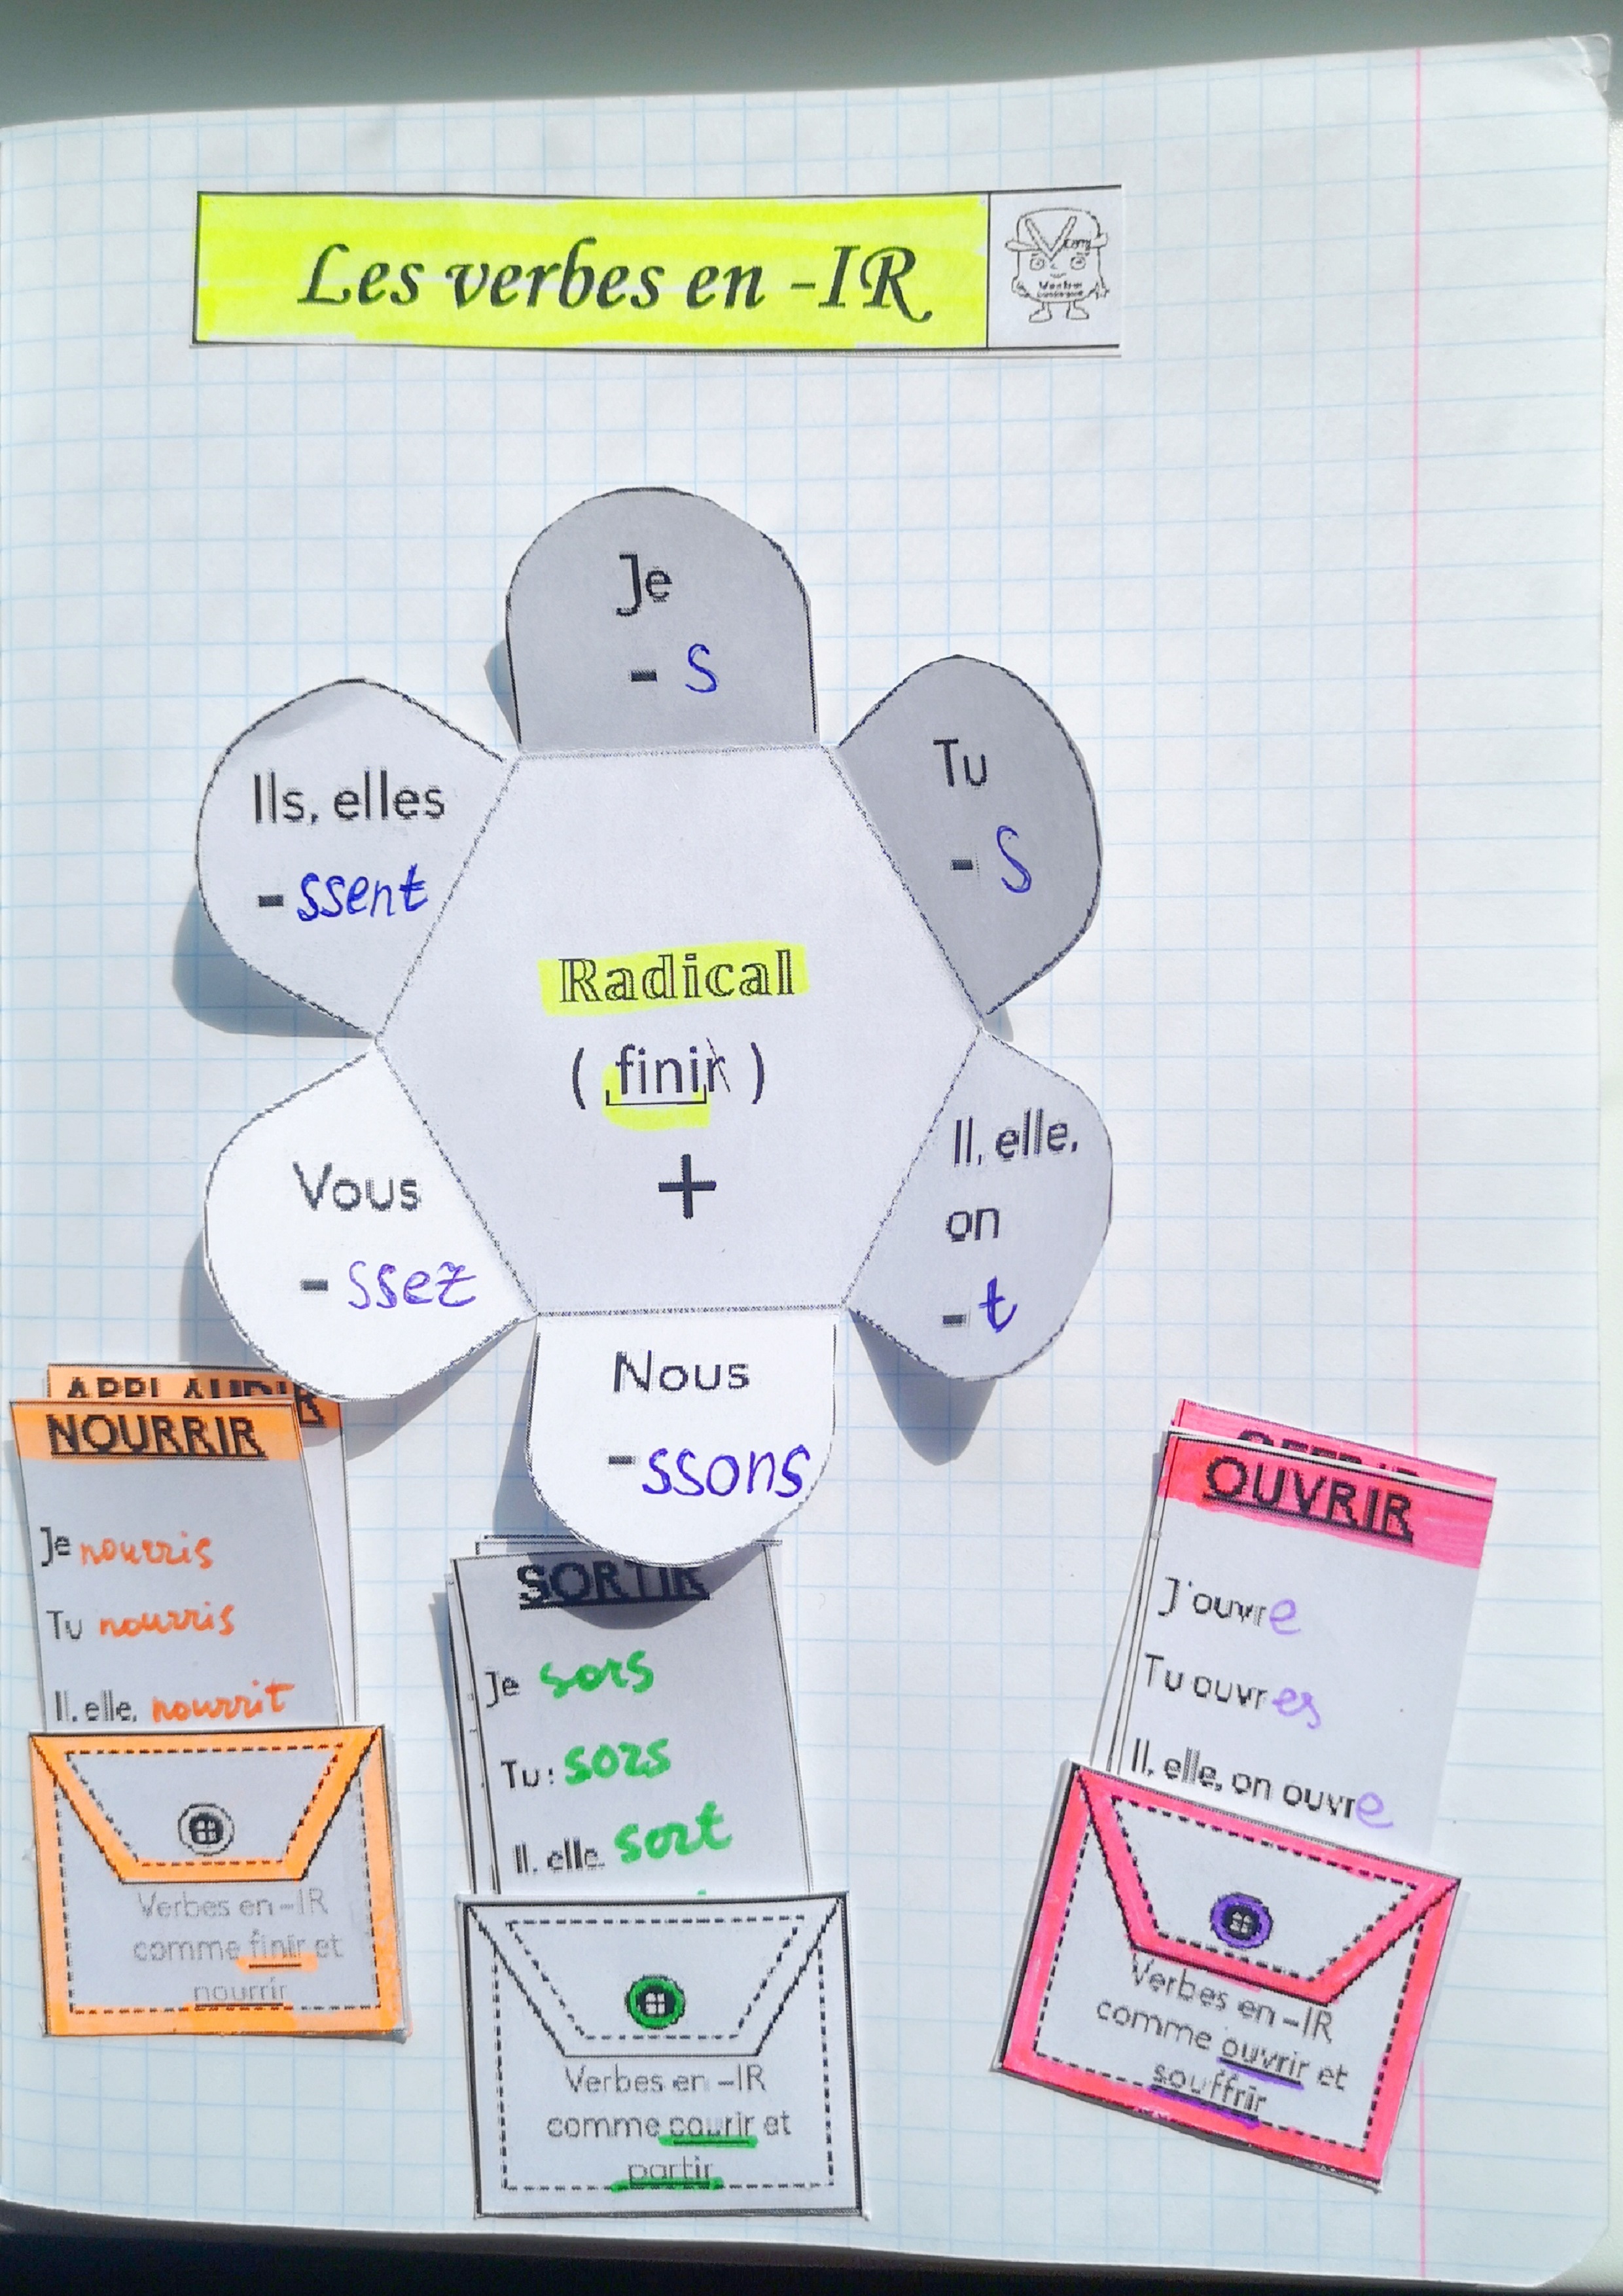 Les verbes en -IR
Je
- s
Tu
- s
Il, elle,
on
- t
Nous
- ssons
Vous
- ssez
Ils, elles
- ssent
Radical
( finir )
+
APPLAUDIR
NOURRIR
Je nourris
Tu nourris
Il, elle, nourrit
Verbes en -IR
comme finir et
nourrir
SORTIR
Je sors
Tu : sors
Il, elle, sort
Verbes en -IR
comme courir et
partir
OFFRIR
OUVRIR
J'ouvre
Tu ouvres
Il, elle, on ouvre
Verbes en -IR
comme ouvrir et
souffrir